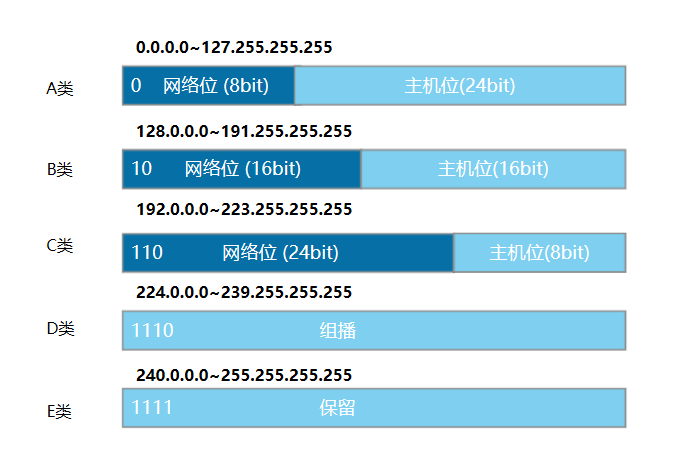 0.0.0.0~127.255.255.255
A类 0 网络位 (8bit) 主机位(24bit)
128.0.0.0~191.255.255.255
B类 10 网络位 (16bit) 主机位(16bit)
192.0.0.0~223.255.255.255
C类 110 网络位 (24bit) 主机位(8bit)
224.0.0.0~239.255.255.255
D类 1110 组播
240.0.0.0~255.255.255.255
E类 1111 保留